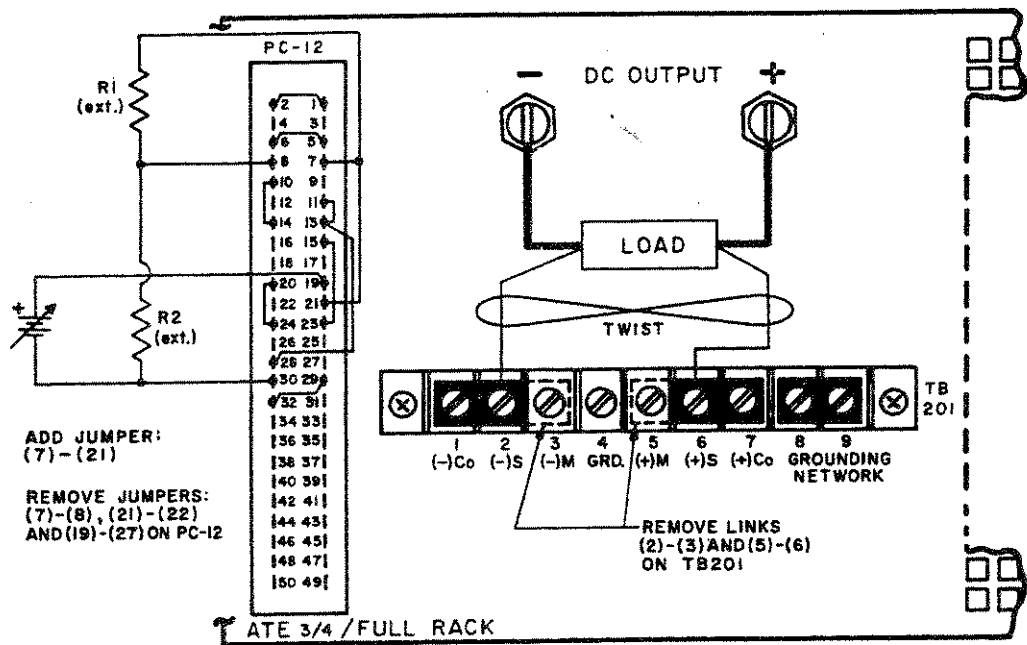 PC-12
R1
(ext.)
2 1
4 3
6 5
8 7
10 9
12 11
14 13
16 15
18 17
20 19
22 21
24 23
26 25
28 27
30 29
32 31
34 33
36 35
38 37
40 39
42 41
44 43
46 45
48 47
50 49
+
R2
(ext.)
ADD JUMPER:
(7)-(21)
REMOVE JUMPERS:
(7)-(8), (21)-(22)
AND (19)-(27) ON PC-12
- DC OUTPUT +
LOAD
TWIST
TB
201
1 2 3 4 5 6 7 8 9
(-)Co (-)S (-)M GRD. (+)M (+)S (+)Co GROUNDING
NETWORK
REMOVE LINKS
(2)-(3) AND (5)-(6)
ON TB201
ATE 3/4 / FULL RACK